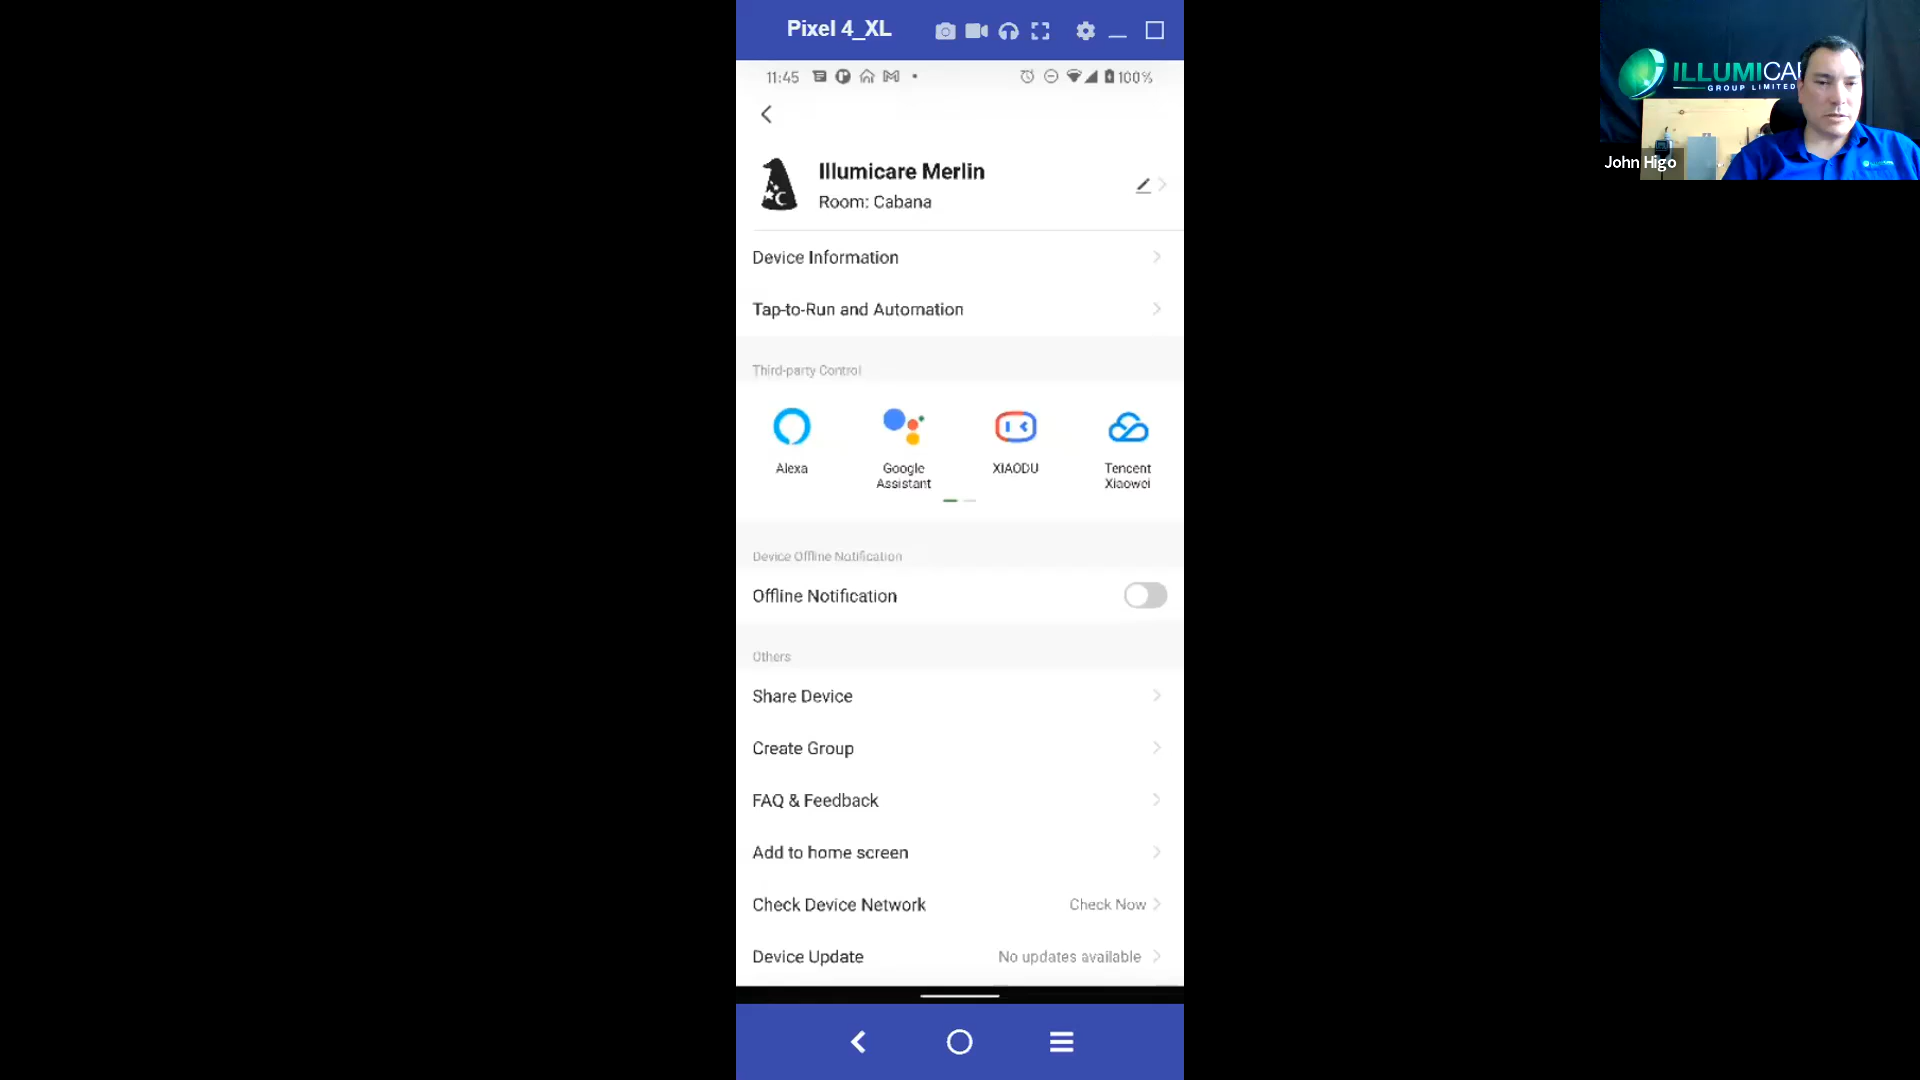 Pixel 4_XL
11:45
100%
Illumicare Merlin
Room: Cabana
Device Information
Tap-to-Run and Automation
Third-party Control
Alexa
Google
Assistant
XIAODU
Tencent
Xiaowei
Device Offline Notification
Offline Notification
Others
Share Device
Create Group
FAQ & Feedback
Add to home screen
Check Device Network
Check Now
Device Update
No updates available
ILLUMICA
GROUP LIMITED
John Higo